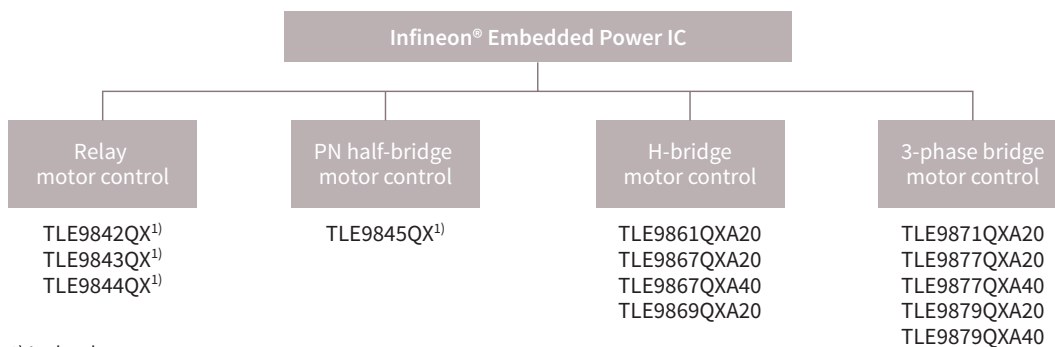 Infineon® Embedded Power IC
Relay
motor control
PN half-bridge
motor control
H-bridge
motor control
3-phase bridge
motor control
TLE9842QX1)
TLE9843QX1)
TLE9844QX1)
TLE9845QX1)
TLE9861QXA20
TLE9867QXA20
TLE9867QXA40
TLE9869QXA20
TLE9871QXA20
TLE9877QXA20
TLE9877QXA40
TLE9879QXA20
TLE9879QXA40